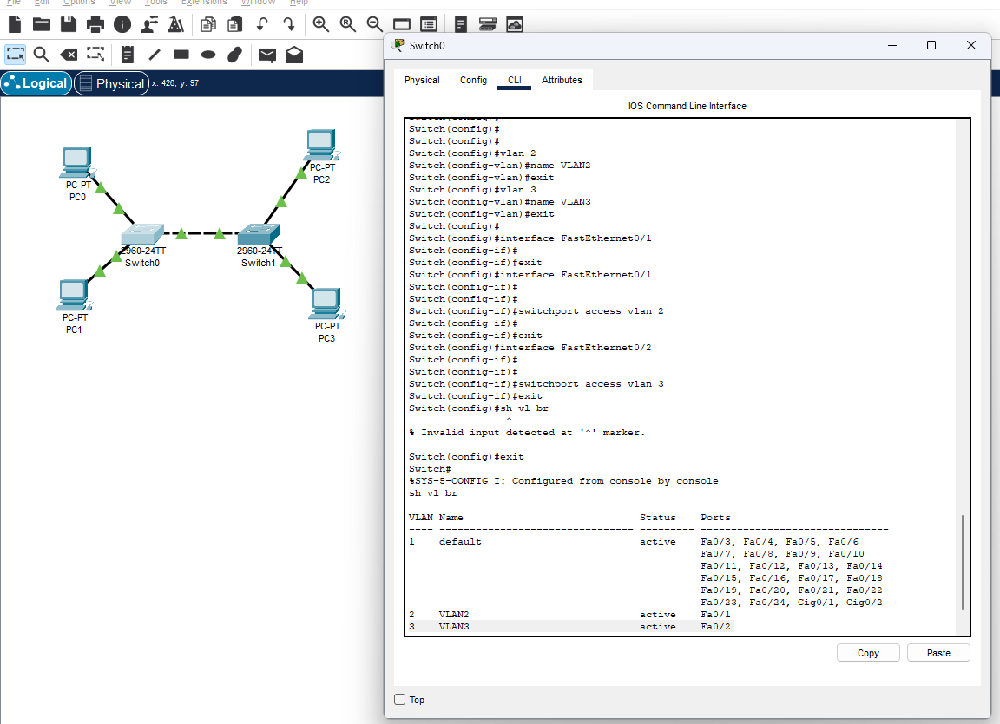 File Edit Options View Tools Extensions Window Help
Switch0
Logical Physical x: 426, y: 97
Physical Config CLI Attributes
IOS Command Line Interface
Switch(config)#
Switch(config)#
Switch(config)#
Switch(config)#vlan 2
Switch(config-vlan)#name VLAN2
Switch(config-vlan)#exit
Switch(config)#vlan 3
Switch(config-vlan)#name VLAN3
Switch(config-vlan)#exit
Switch(config)#
Switch(config)#interface FastEthernet0/1
Switch(config-if)#
Switch(config-if)#exit
Switch(config)#interface FastEthernet0/1
Switch(config-if)#
Switch(config-if)#
Switch(config-if)#switchport access vlan 2
Switch(config-if)#
Switch(config-if)#exit
Switch(config)#interface FastEthernet0/2
Switch(config-if)#
Switch(config-if)#
Switch(config-if)#switchport access vlan 3
Switch(config-if)#exit
Switch(config)#sh vl br
^
% Invalid input detected at '^' marker.
Switch(config)#exit
Switch#
%SYS-5-CONFIG_I: Configured from console by console
sh vl br
VLAN Name Status Ports
---- -------------------------------- --------- -------------------------------
1 default active Fa0/3, Fa0/4, Fa0/5, Fa0/6
Fa0/7, Fa0/8, Fa0/9, Fa0/10
Fa0/11, Fa0/12, Fa0/13, Fa0/14
Fa0/15, Fa0/16, Fa0/17, Fa0/18
Fa0/19, Fa0/20, Fa0/21, Fa0/22
Fa0/23, Fa0/24, Gig0/1, Gig0/2
2 VLAN2 active Fa0/1
3 VLAN3 active Fa0/2
Copy Paste
Top
PC-PT
PC0
PC-PT
PC2
2960-24TT
Switch0
2960-24TT
Switch1
PC-PT
PC1
PC-PT
PC3